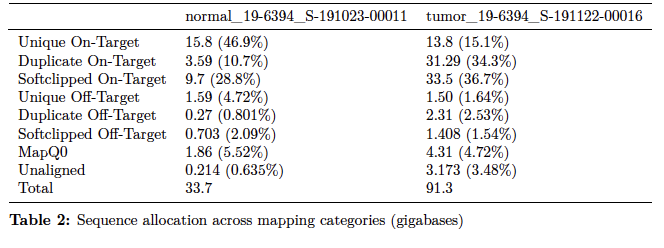 normal_19-6394_S-191023-00011 tumor_19-6394_S-191122-00016
Unique On-Target 15.8 (46.9%) 13.8 (15.1%)
Duplicate On-Target 3.59 (10.7%) 31.29 (34.3%)
Softclipped On-Target 9.7 (28.8%) 33.5 (36.7%)
Unique Off-Target 1.59 (4.72%) 1.50 (1.64%)
Duplicate Off-Target 0.27 (0.801%) 2.31 (2.53%)
Softclipped Off-Target 0.703 (2.09%) 1.408 (1.54%)
MapQ0 1.86 (5.52%) 4.31 (4.72%)
Unaligned 0.214 (0.635%) 3.173 (3.48%)
Total 33.7 91.3
Table 2: Sequence allocation across mapping categories (gigabases)